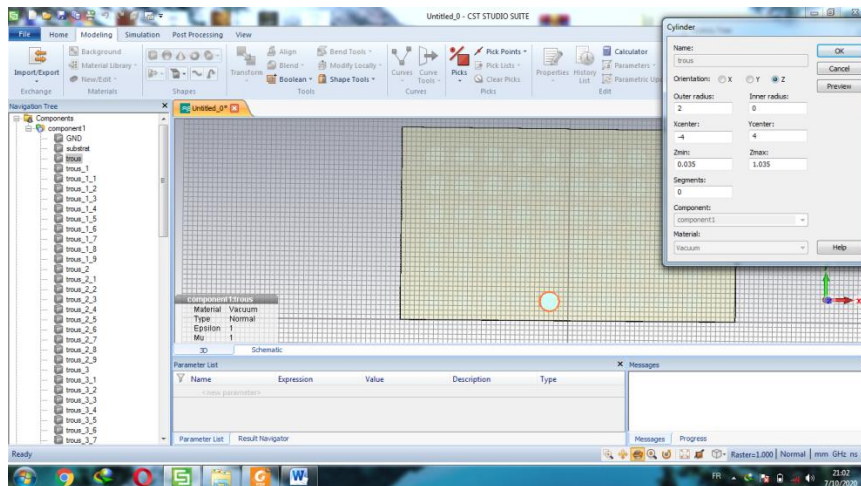 Untitled_0 - CST STUDIO SUITE
File Home Modeling Simulation Post Processing View
Import/Export
Background
Material Library
New/Edit
Exchange
Materials
Shapes
Transform
Align
Blend
Boolean
Bend Tools
Modify Locally
Shape Tools
Tools
Curves
Curve Tools
Curves
Picks
Pick Points
Pick Lists
Clear Picks
Picks
Properties
History List
Calculator
Parameters
Parametric Up
Edit
Navigation Tree
Components
component1
GND
substrat
trous
trous_1
trous_1_1
trous_1_2
trous_1_3
trous_1_4
trous_1_5
trous_1_6
trous_1_7
trous_1_8
trous_1_9
trous_2
trous_2_1
trous_2_2
trous_2_3
trous_2_4
trous_2_5
trous_2_6
trous_2_7
trous_2_8
trous_2_9
trous_3
trous_3_1
trous_3_2
trous_3_3
trous_3_4
trous_3_5
trous_3_6
trous_3_7
Untitled_0*
component1:trous
Material Vacuum
Type Normal
Epsilon 1
Mu 1
3D Schematic
Cylinder
Name:
trous
Orientation: X Y Z
Outer radius: Inner radius:
2 0
Xcenter: Ycenter:
-4 4
Zmin: Zmax:
0.035 1.035
Segments:
0
Component:
component1
Material:
Vacuum
OK
Cancel
Preview
Help
x
Parameter List
Name Expression Value Description Type
<new parameter>
Parameter List Result Navigator
Messages
Messages Progress
Ready
Raster=1.000 Normal mm GHz ns
FR
21:02
7/10/2020